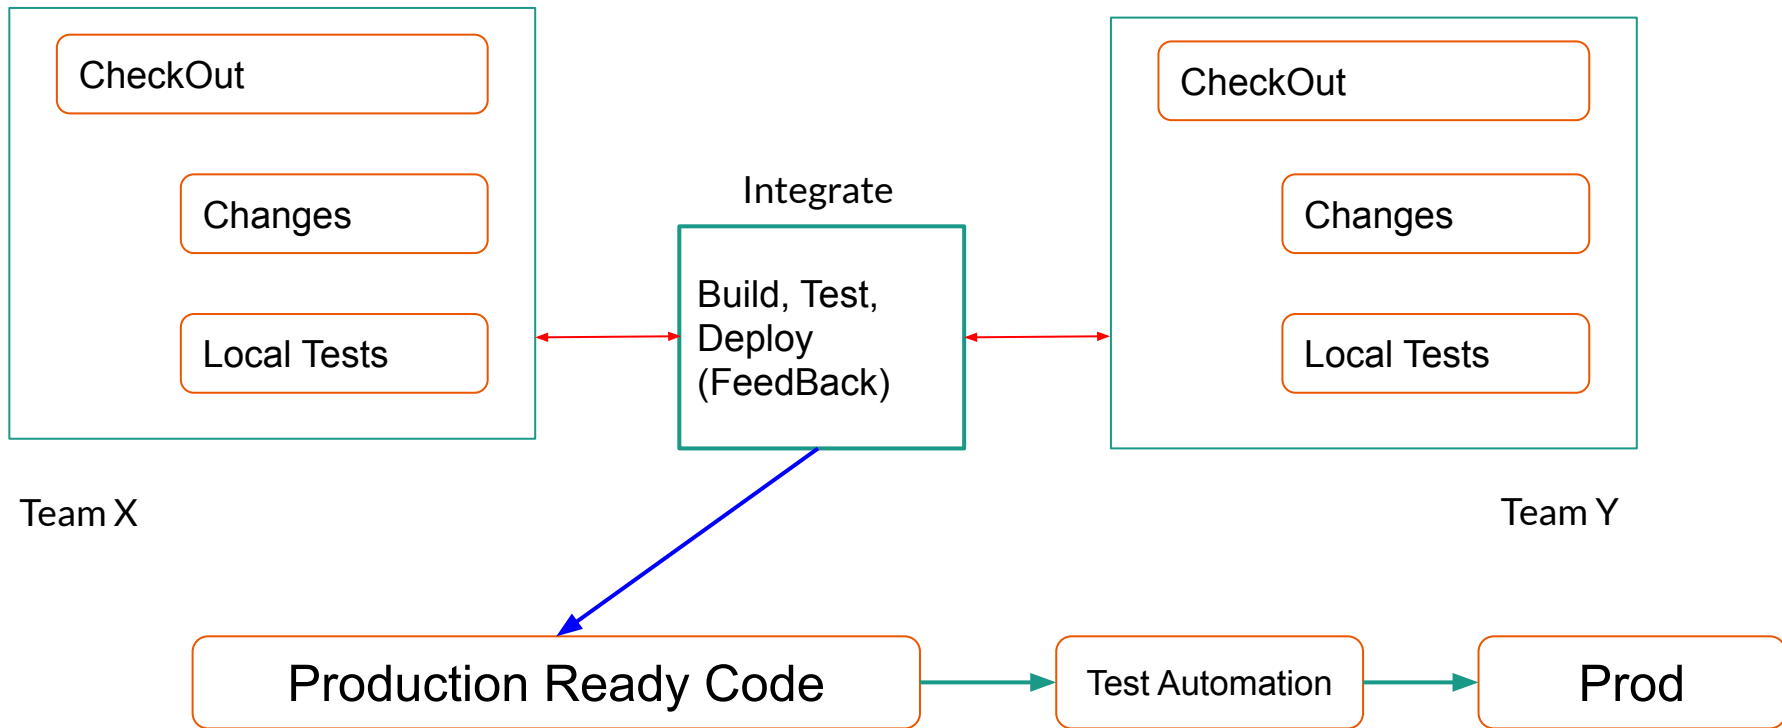 CheckOut
Changes
Local Tests
Team X
Integrate
Build, Test,
Deploy
(FeedBack)
CheckOut
Changes
Local Tests
Team Y
Production Ready Code
Test Automation
Prod